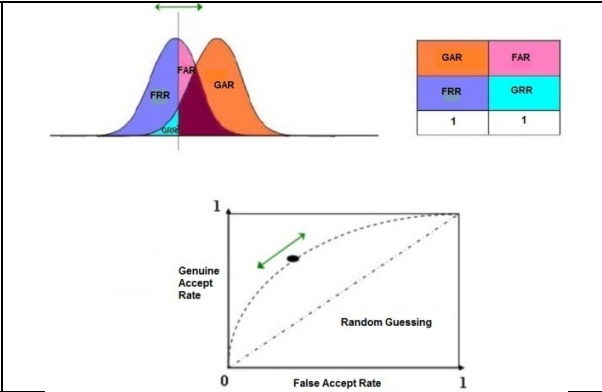 FAR
GAR
FRR
GRR
GAR FAR
FRR GRR
1 1
1
Genuine
Accept
Rate
Random Guessing
0 False Accept Rate 1